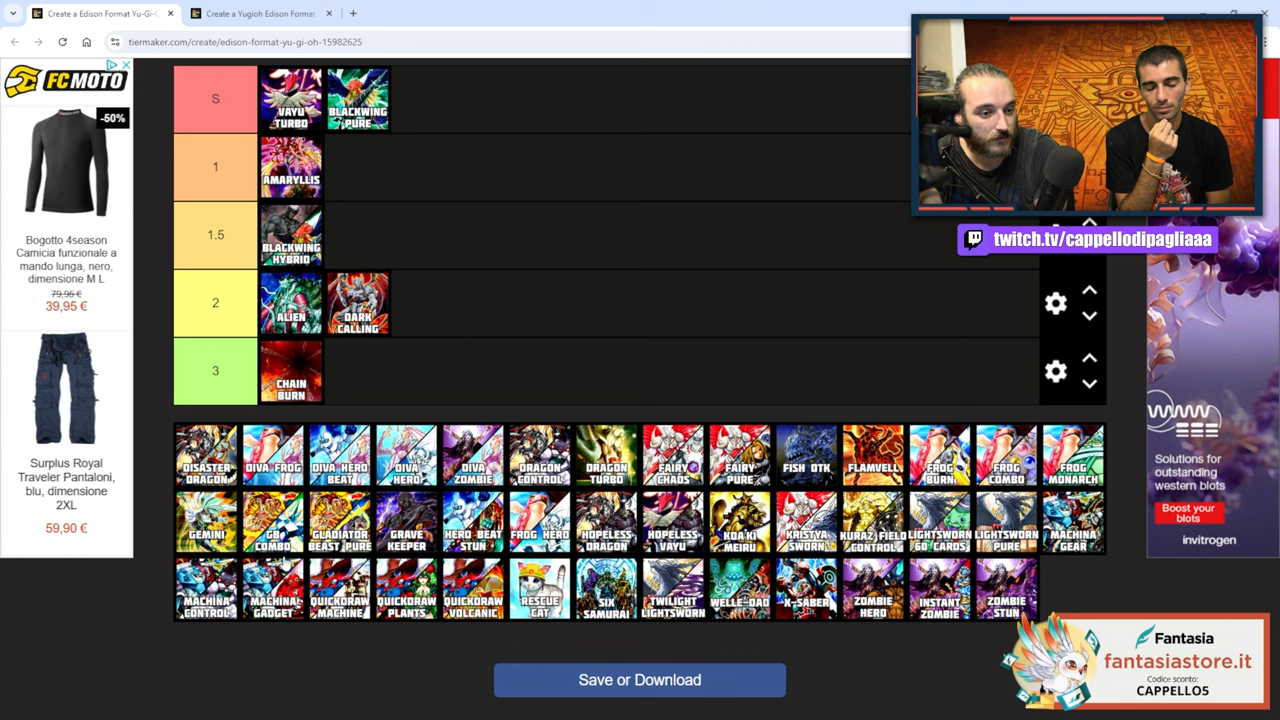 Create a Edison Format Yu-Gi-O
Create a Yugioh Edison Format
tiermaker.com/create/edison-format-yu-gi-oh-15982625
FC MOTO
-50%
Bogotto 4season
Camicia funzionale a
mando lunga, nero,
dimensione M L
79,95 €
39,95 €
Surplus Royal
Traveler Pantaloni,
blu, dimensione
2XL
59,90 €
S
VAYU TURBO
BLACKWING PURE
1
AMARYLLIS
1.5
BLACKWING HYBRID
2
ALIEN
DARK CALLING
3
CHAIN BURN
DISASTER DRAGON
DIVA FROG
DIVA HERO BEAT
DIVA HERO
DIVA ZOMBIE
DRAGON CONTROL
DRAGON TURBO
FAIRY CHAOS
FAIRY PURE
FISH OTK
FLAMVELL
FROG BURN
FROG COMBO
FROG MONARCH
GEMINI
GB COMBO
GLADIATOR BEAST PURE
GRAVE KEEPER
HERO BEAT STUN
FROG HERO
HOPELESS DRAGON
HOPELESS VAYU
KOA KI MEIRU
KRISTYA SWORN
KURAZ FIELD CONTROL
LIGHTSWORN 60 CARDS
LIGHTSWORN PURE
MACHINA GEAR
MACHINA CONTROL
MACHINA GADGET
QUICKDRAW MACHINE
QUICKDRAW PLANTS
QUICKDRAW VOLCANIC
RESCUE CAT
SIX SAMURAI
TWILIGHT LIGHTSWORN
WELLE-DAD
X-SABER
ZOMBIE HERO
INSTANT ZOMBIE
ZOMBIE STUN
Save or Download
twitch.tv/cappellodipagliaaa
Solutions for
outstanding
western blots
Boost your
blots
invitrogen
Fantasia
fantasiastore.it
Codice sconto:
CAPPELLO5